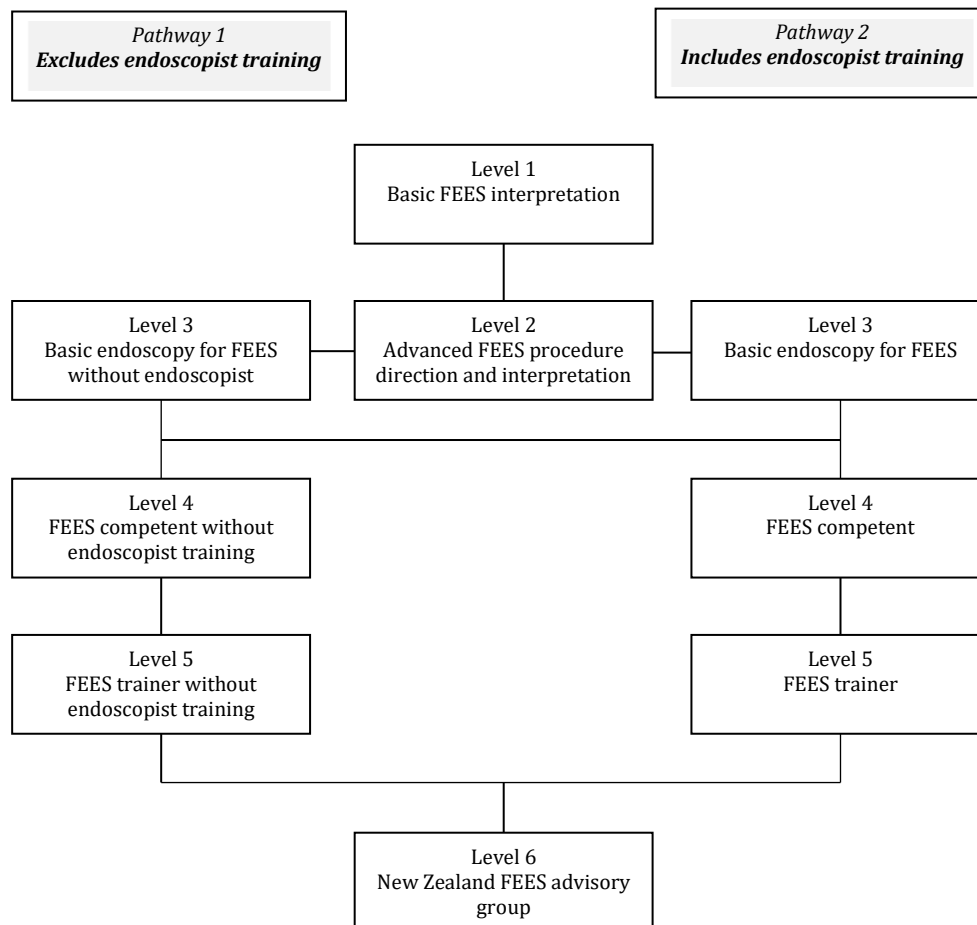 Pathway 1
Excludes endoscopist training
Pathway 2
Includes endoscopist training
Level 1
Basic FEES interpretation
Level 3
Basic endoscopy for FEES
without endoscopist
Level 2
Advanced FEES procedure
direction and interpretation
Level 3
Basic endoscopy for FEES
Level 4
FEES competent without
endoscopist training
Level 4
FEES competent
Level 5
FEES trainer without
endoscopist training
Level 5
FEES trainer
Level 6
New Zealand FEES advisory
group